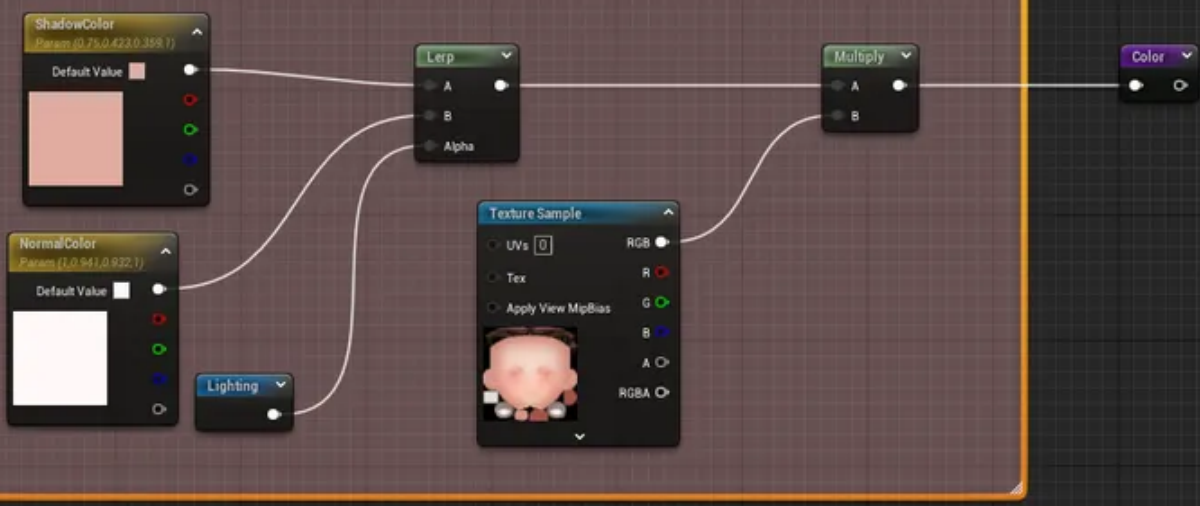 ShadowColor
Param (0.75,0.423,0.359,1)
Default Value
Lerp
A
B
Alpha
Multiply
A
B
Color
NormalColor
Param (1,0.941,0.932,1)
Default Value
Lighting
Texture Sample
UVs 0
RGB
Tex
R
Apply View MipBias
G
B
A
RGBA